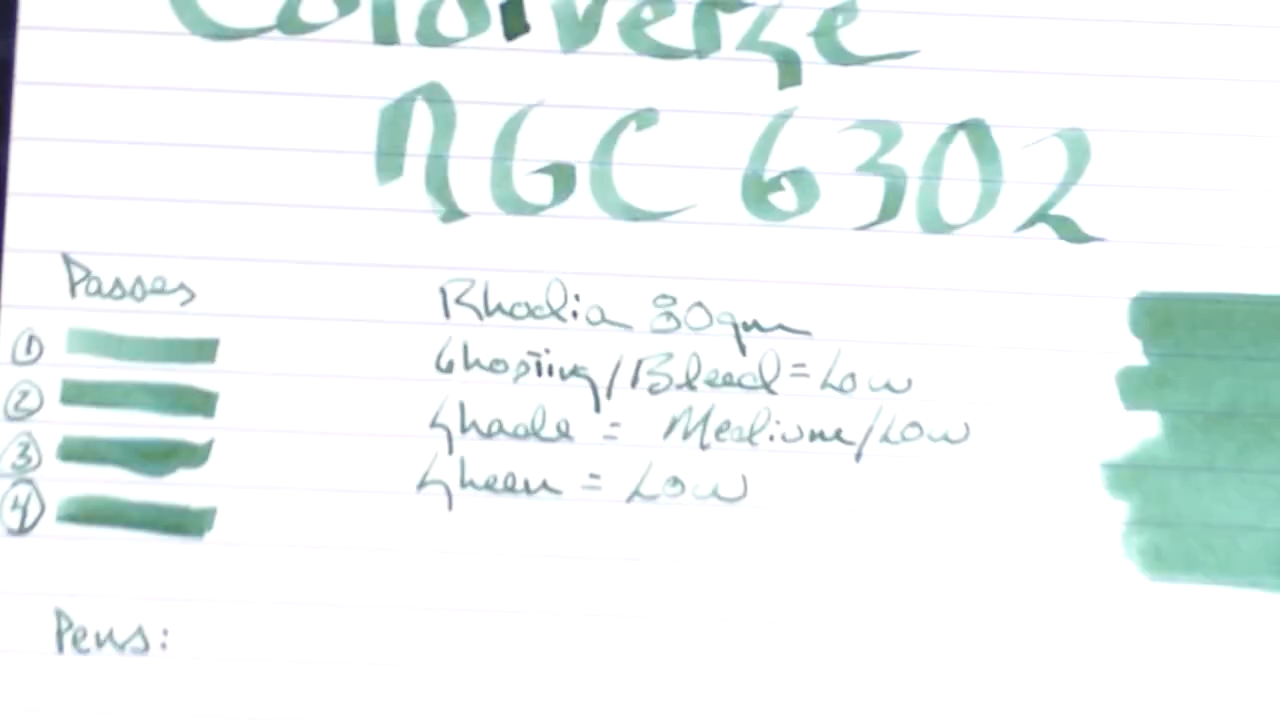 Colorverse
NGC 6302
Passes
Rhodia 80gsm
① 
Ghosting/Bleed = Low
②
Shade = Medium/Low
③
Sheen = Low
④
Pens: